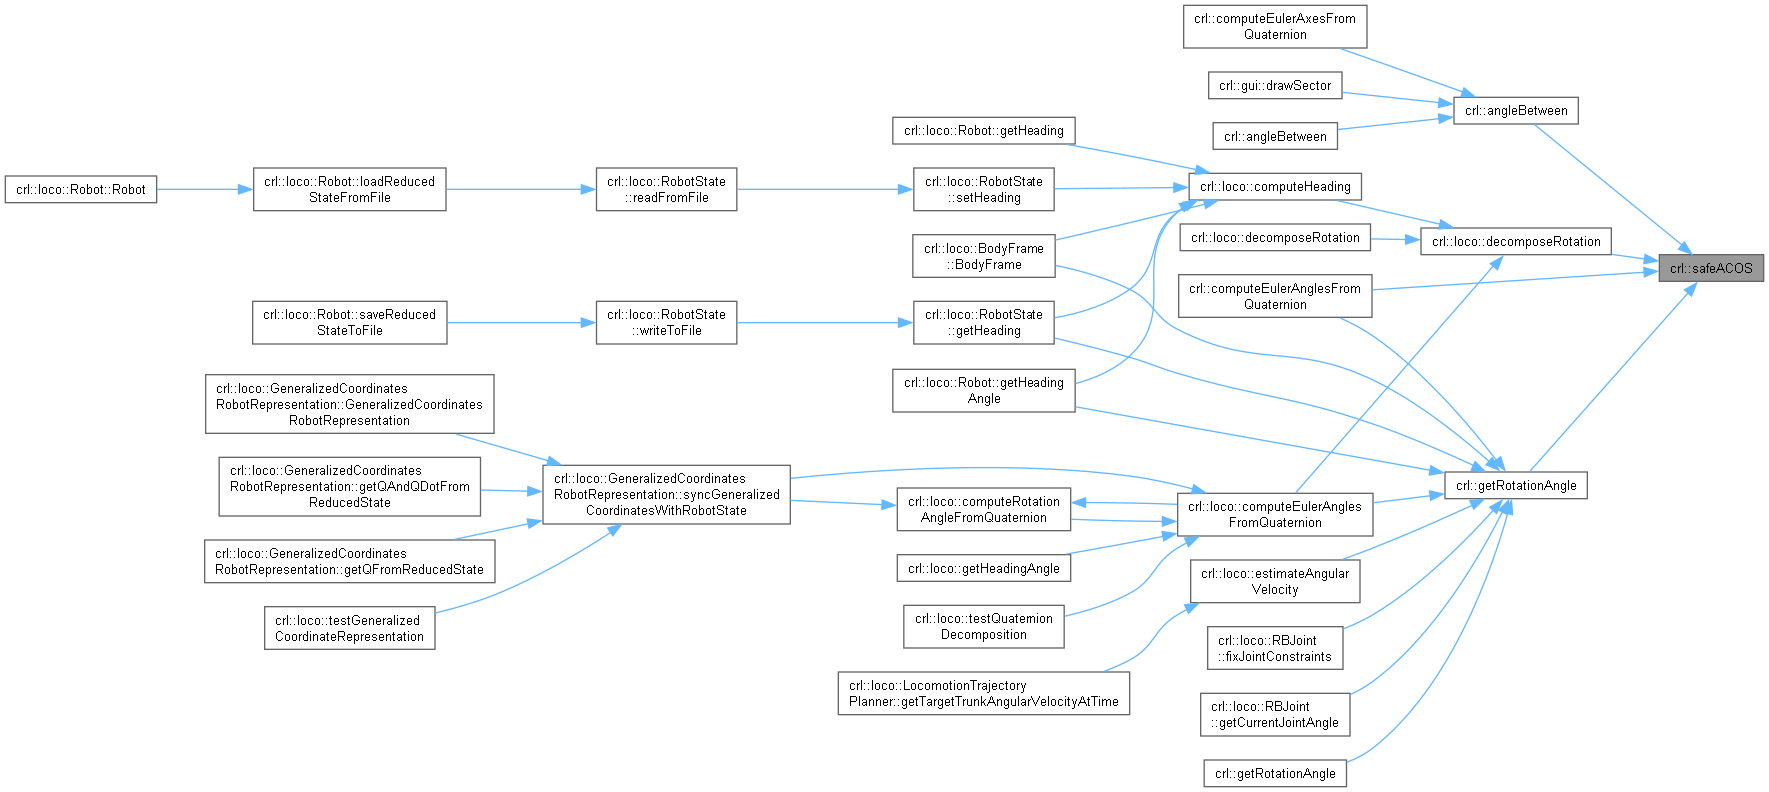 crl::computeEulerAxesFrom
Quaternion
crl::gui::drawSector
crl::angleBetween
crl::angleBetween
crl::loco::Robot::getHeading
crl::loco::Robot::Robot
crl::loco::Robot::loadReduced
StateFromFile
crl::loco::RobotState
::readFromFile
crl::loco::RobotState
::setHeading
crl::loco::computeHeading
crl::loco::BodyFrame
::BodyFrame
crl::loco::decomposeRotation
crl::loco::decomposeRotation
crl::safeACOS
crl::computeEulerAnglesFrom
Quaternion
crl::loco::Robot::saveReduced
StateToFile
crl::loco::RobotState
::writeToFile
crl::loco::RobotState
::getHeading
crl::loco::Robot::getHeading
Angle
crl::loco::GeneralizedCoordinates
RobotRepresentation::GeneralizedCoordinates
RobotRepresentation
crl::loco::GeneralizedCoordinates
RobotRepresentation::getQAndQDotFrom
ReducedState
crl::loco::GeneralizedCoordinates
RobotRepresentation::syncGeneralized
CoordinatesWithRobotState
crl::loco::computeRotation
AngleFromQuaternion
crl::loco::computeEulerAngles
FromQuaternion
crl::getRotationAngle
crl::loco::GeneralizedCoordinates
RobotRepresentation::getQFromReducedState
crl::loco::getHeadingAngle
crl::loco::estimateAngular
Velocity
crl::loco::testGeneralized
CoordinateRepresentation
crl::loco::testQuaternion
Decomposition
crl::loco::RBJoint
::fixJointConstraints
crl::loco::LocomotionTrajectory
Planner::getTargetTrunkAngularVelocityAtTime
crl::loco::RBJoint
::getCurrentJointAngle
crl::getRotationAngle